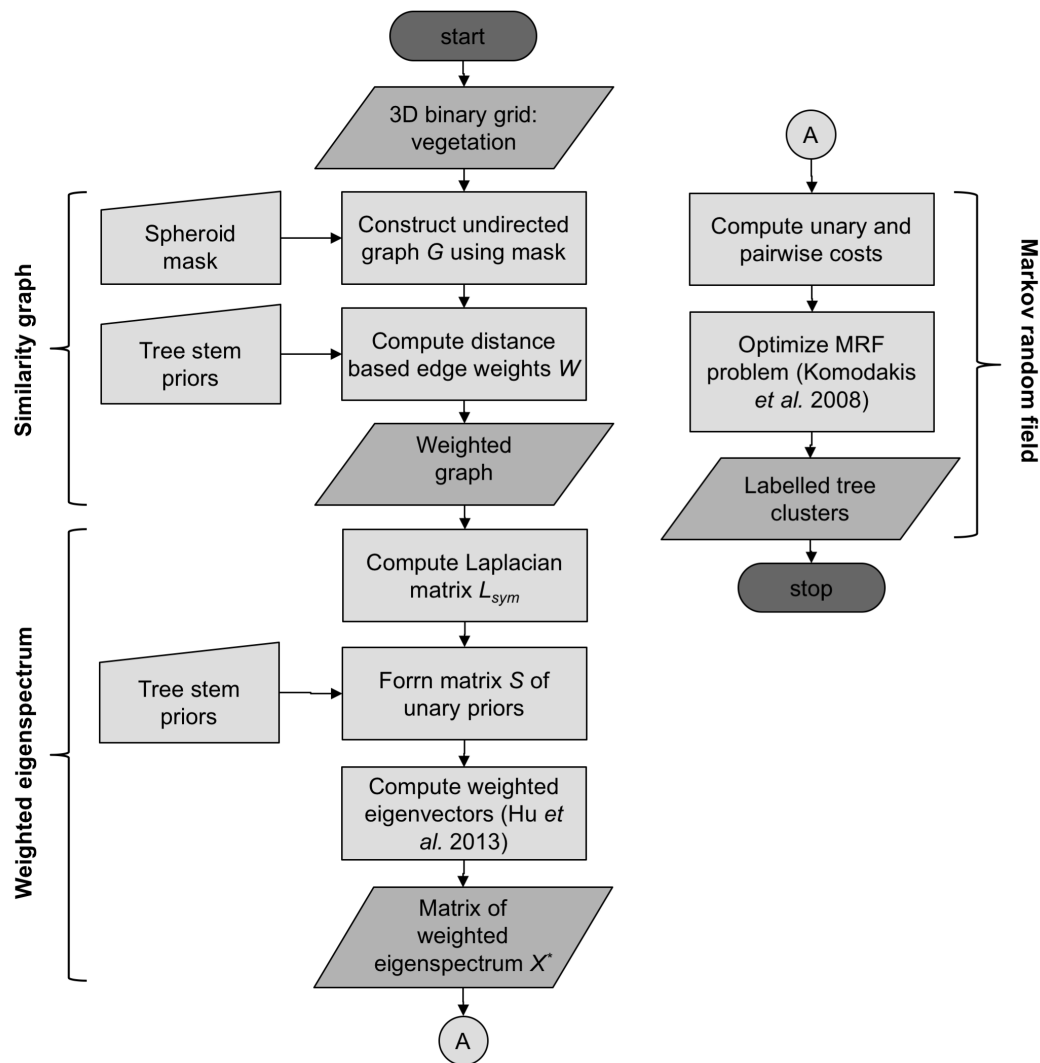 start
3D binary grid:
vegetation
Similarity graph
Spheroid
mask
Construct undirected
graph G using mask
Tree stem
priors
Compute distance
based edge weights W
Weighted
graph
Weighted eigenspectrum
Compute Laplacian
matrix L_sym
Tree stem
priors
Forrn matrix S of
unary priors
Compute weighted
eigenvectors (Hu et
al. 2013)
Matrix of
weighted
eigenspectrum X*
A
A
Markov random field
Compute unary and
pairwise costs
Optimize MRF
problem (Komodakis
et al. 2008)
Labelled tree
clusters
stop